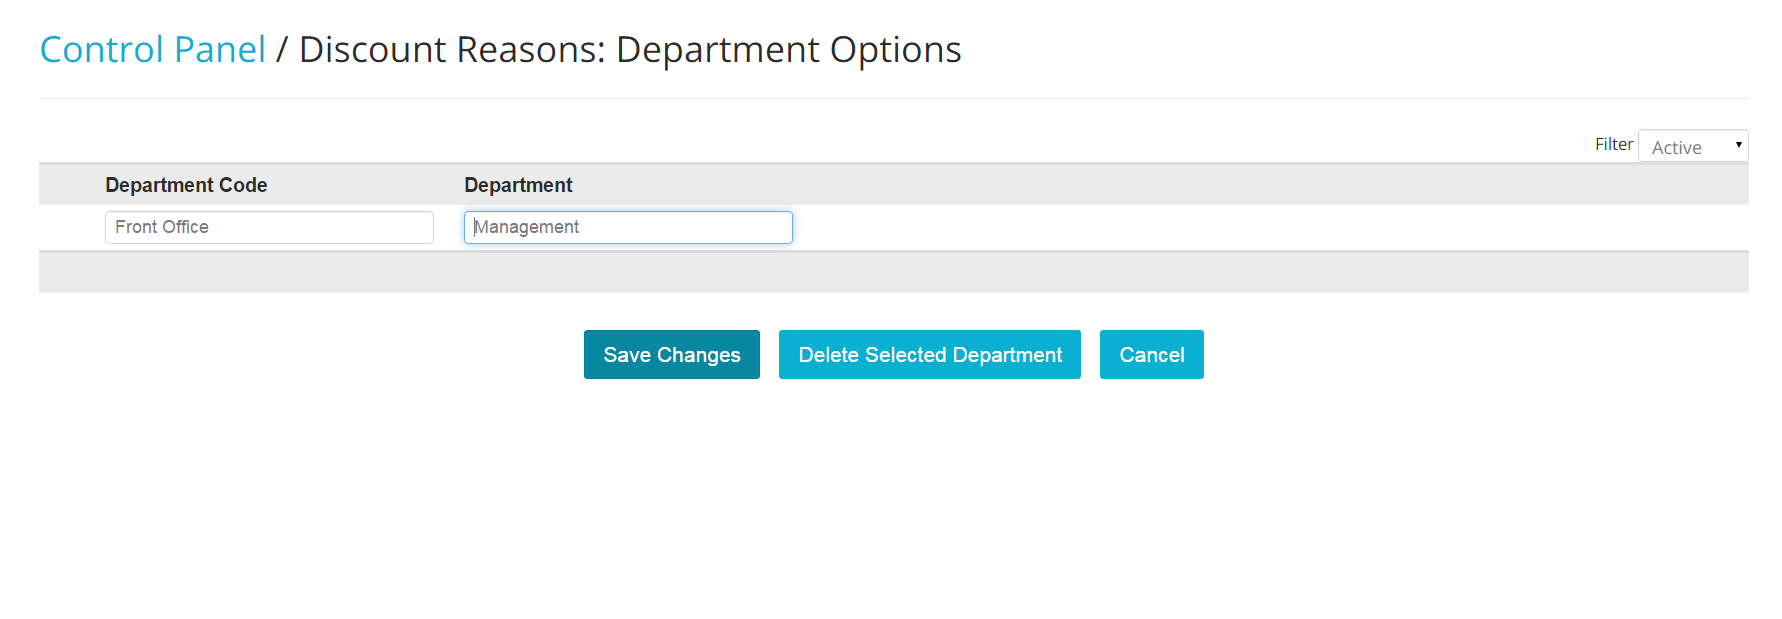 Control Panel / Discount Reasons: Department Options
Filter Active
Department Code Department
Front Office Management
Save Changes Delete Selected Department Cancel